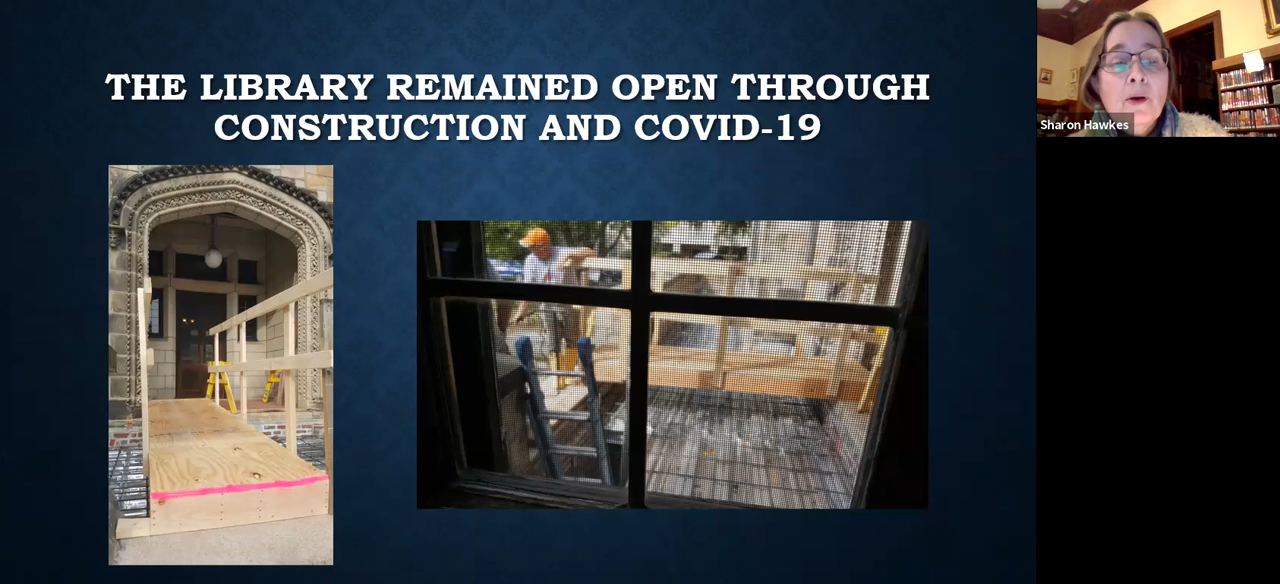 THE LIBRARY REMAINED OPEN THROUGH
CONSTRUCTION AND COVID-19
Sharon Hawkes